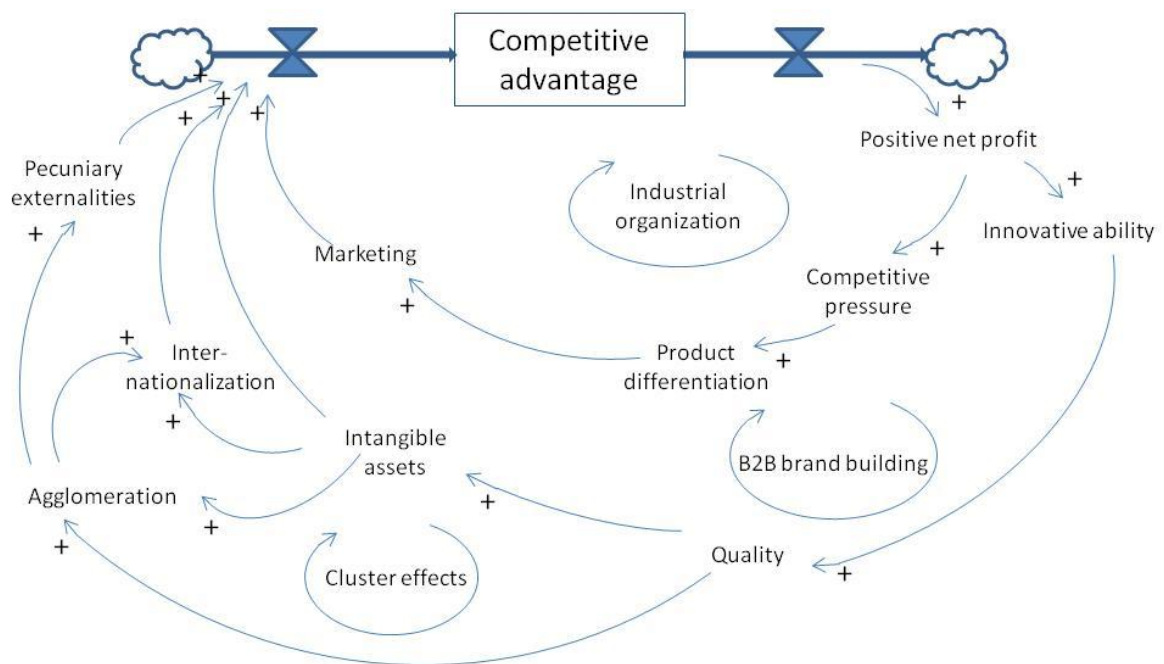 Competitive
advantage
+
+
+
+
+
Positive net profit
Pecuniary
externalities
+
Industrial
organization
+
Innovative ability
Marketing
+
Competitive
pressure
+
+
Inter-
nationalization
Product
differentiation
+
+
Intangible
assets
B2B brand building
Agglomeration
+
+
+
Quality
Cluster effects
+